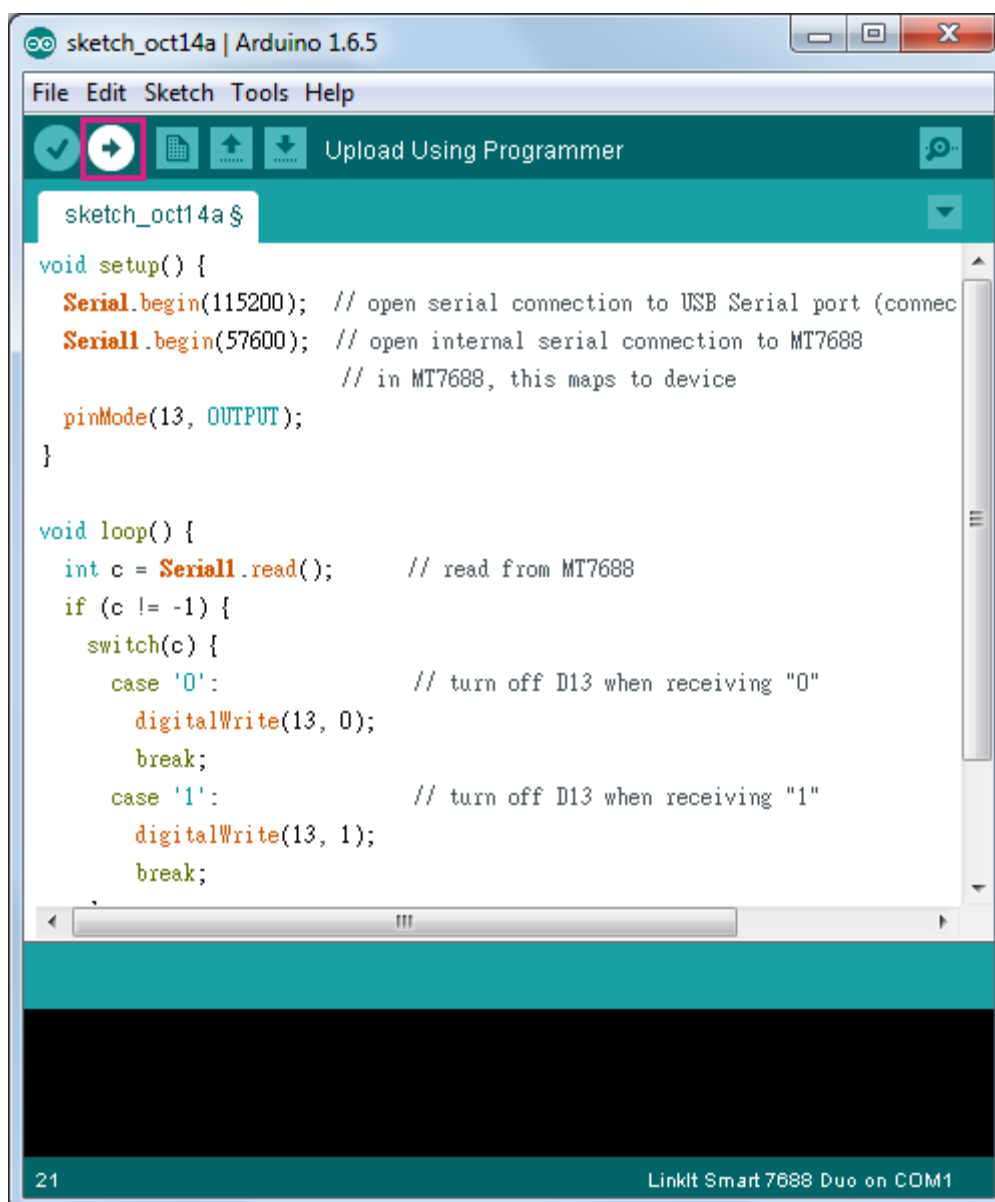 sketch_oct14a | Arduino 1.6.5
File Edit Sketch Tools Help
Upload Using Programmer
sketch_oct14a §
void setup() {
  Serial.begin(115200);  // open serial connection to USB Serial port (connec
  Serial1.begin(57600);  // open internal serial connection to MT7688
                         // in MT7688, this maps to device
  pinMode(13, OUTPUT);
}
void loop() {
  int c = Serial1.read();      // read from MT7688
  if (c != -1) {
    switch(c) {
      case '0':                // turn off D13 when receiving "0"
        digitalWrite(13, 0);
        break;
      case '1':                // turn off D13 when receiving "1"
        digitalWrite(13, 1);
        break;
21
LinkIt Smart 7688 Duo on COM1